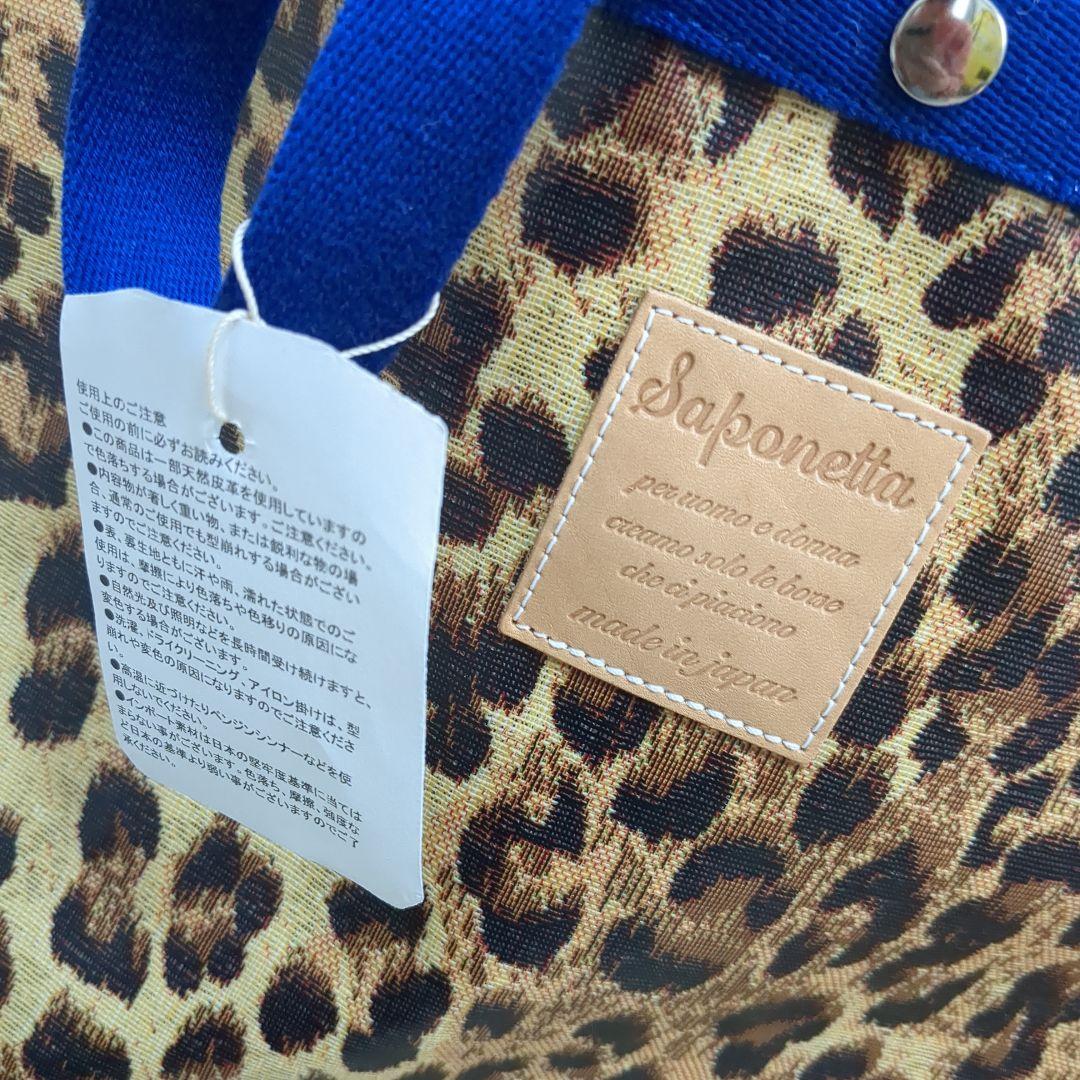 使用上のご注意
ご使用の前に必ずお読みください。
●この商品は一部天然皮革を使用していますの
で色落ちする場合がございます。ご注意ください。
●内容物が著しく重い物、または鋭利な物の場
合、通常のご使用でも型崩れする場合がござい
ますのでご注意ください。
●表、裏生地ともに汗や雨、濡れた状態でのご
使用は、摩擦により色落ちや色移りの原因にな
りますのでご注意ください。
●自然光及び照明などを長時間受け続けますと、
変色する場合がございます。
●洗濯、ドライクリーニング、アイロン掛けは、型
崩れや変色の原因になりますのでご注意くださ
い。
●高温に近づけたりベンジンシンナーなどを使
用しないでください。
●インポート素材は日本の堅牢度基準に当ては
まらない事がございます。色落ち、摩擦、強度な
ど日本の基準より弱い事がございますのでご了
承ください。
Saponetta
per uomo e donna
creamo solo le borse
che ci piaciono
made in japan